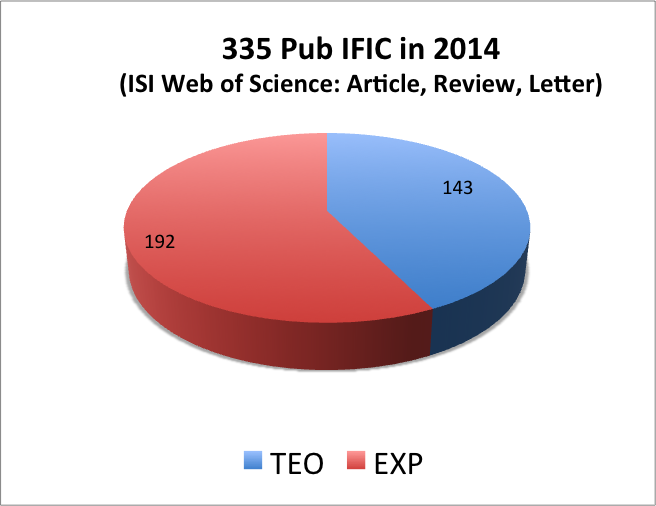 335 Pub IFIC in 2014
(ISI Web of Science: Article, Review, Letter)
143
192
TEO EXP